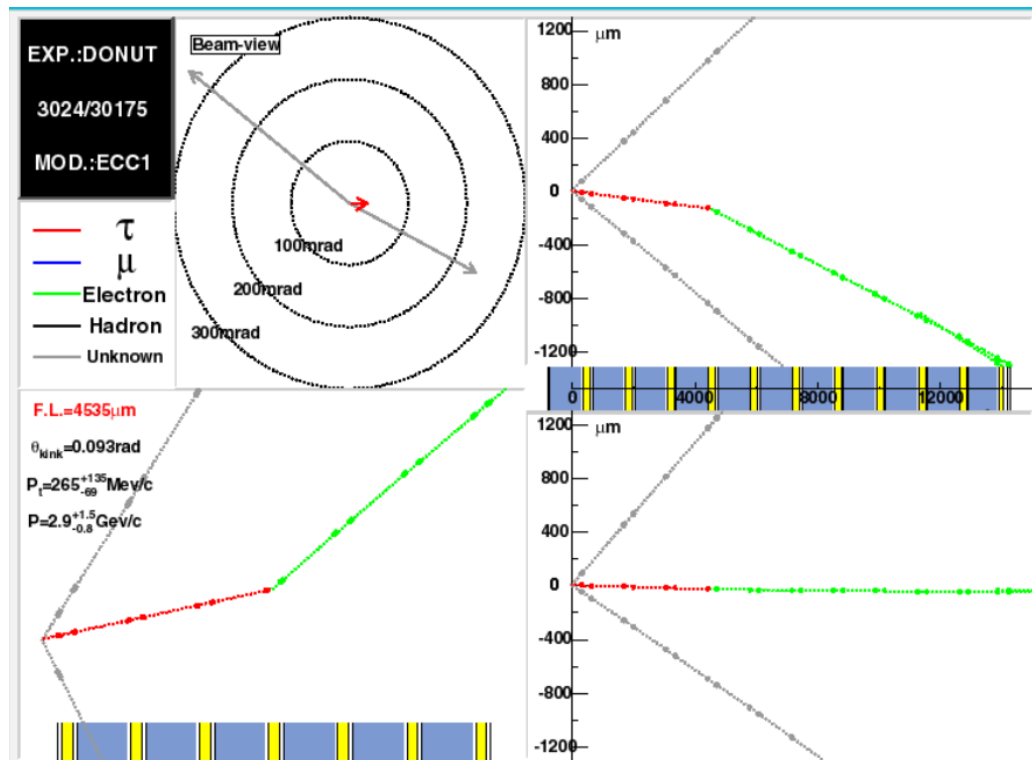 EXP.:DONUT
3024/30175
MOD.:ECC1
Beam-view
100mrad
200mrad
300mrad
τ
μ
Electron
Hadron
Unknown
μm
1200
800
400
0
-400
-800
-1200
0 4000 8000 12000
F.L.=4535μm
θkink=0.093rad
Pt=265+135-69Mev/c
P=2.9+1.5-0.8Gev/c
μm
1200
800
400
0
-400
-800
-1200